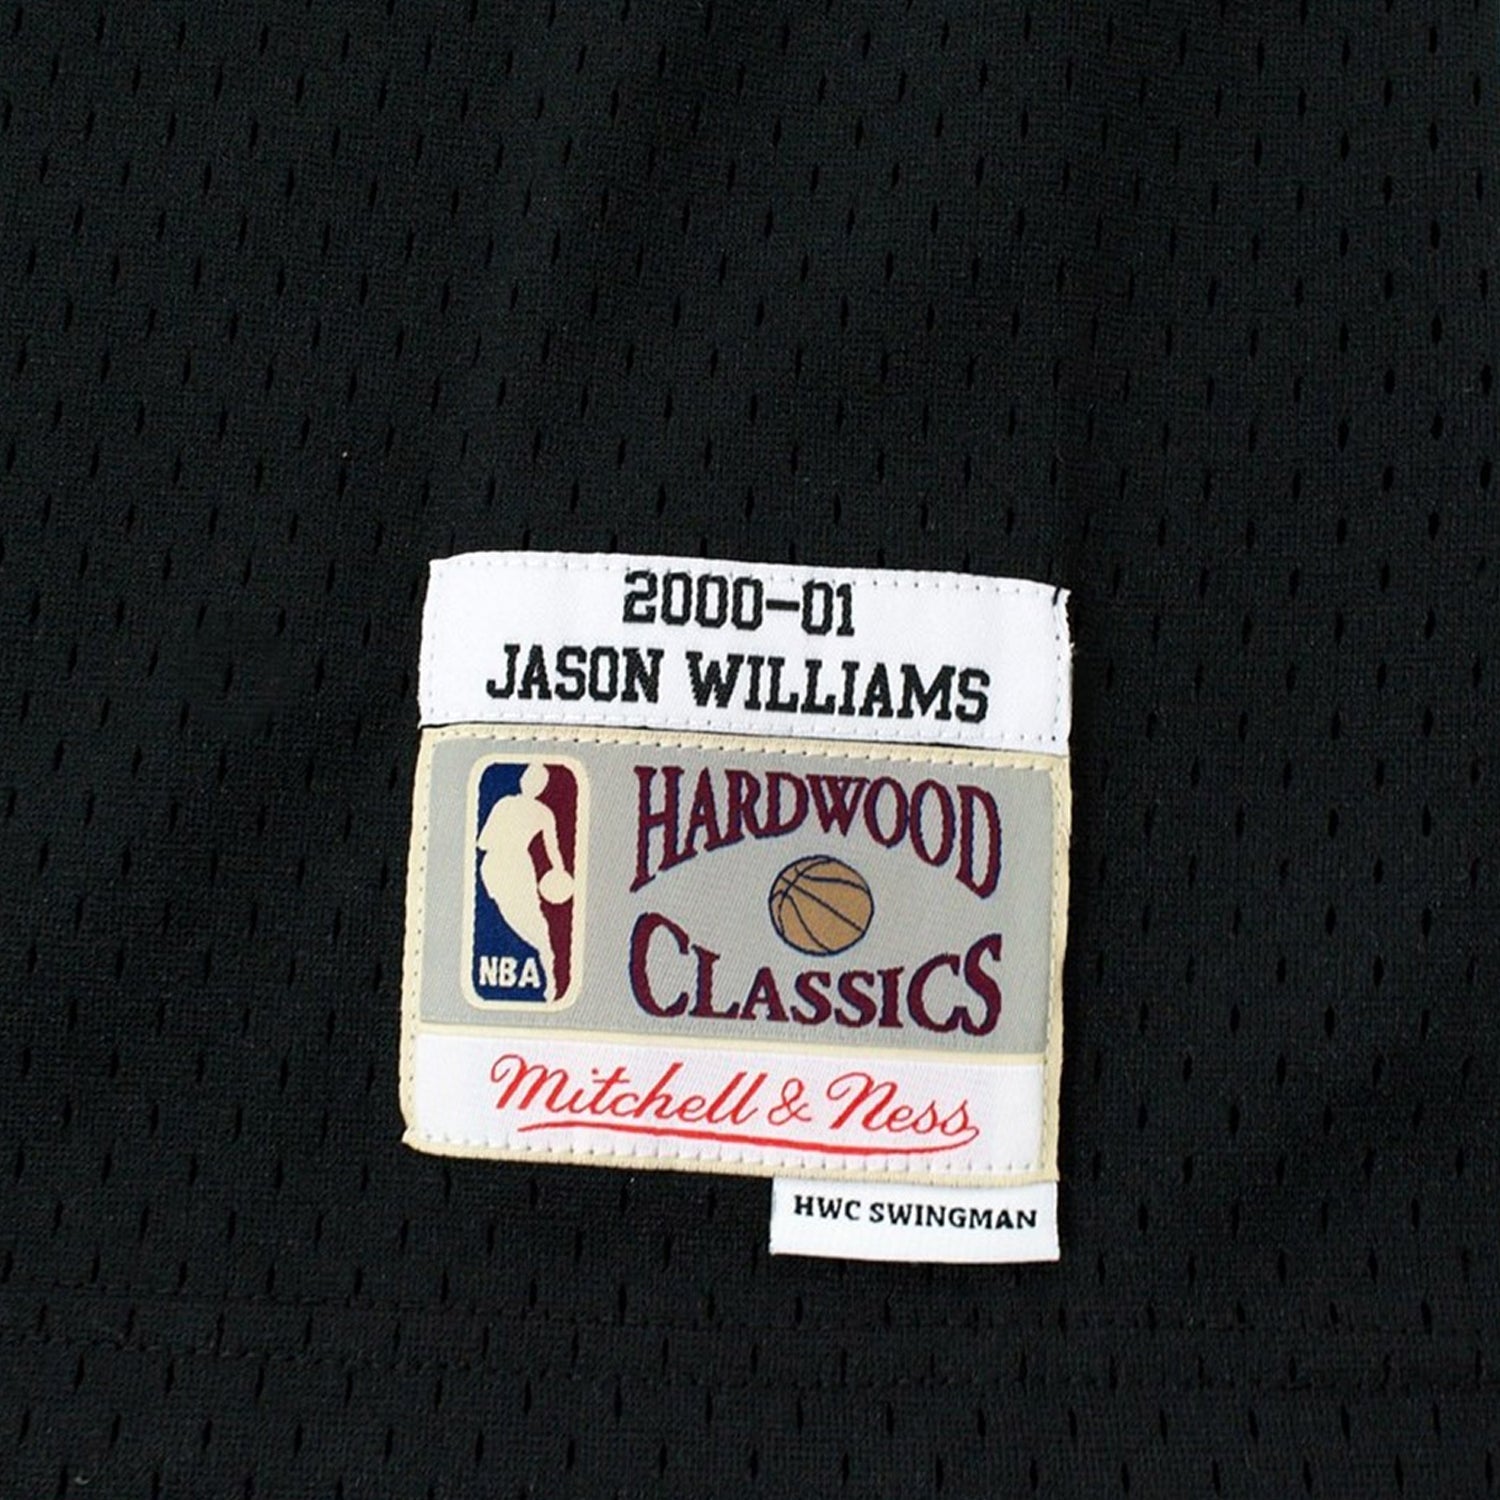 2000-01
JASON WILLIAMS
HARDWOOD
CLASSICS
NBA
Mitchell & Ness
HWC SWINGMAN